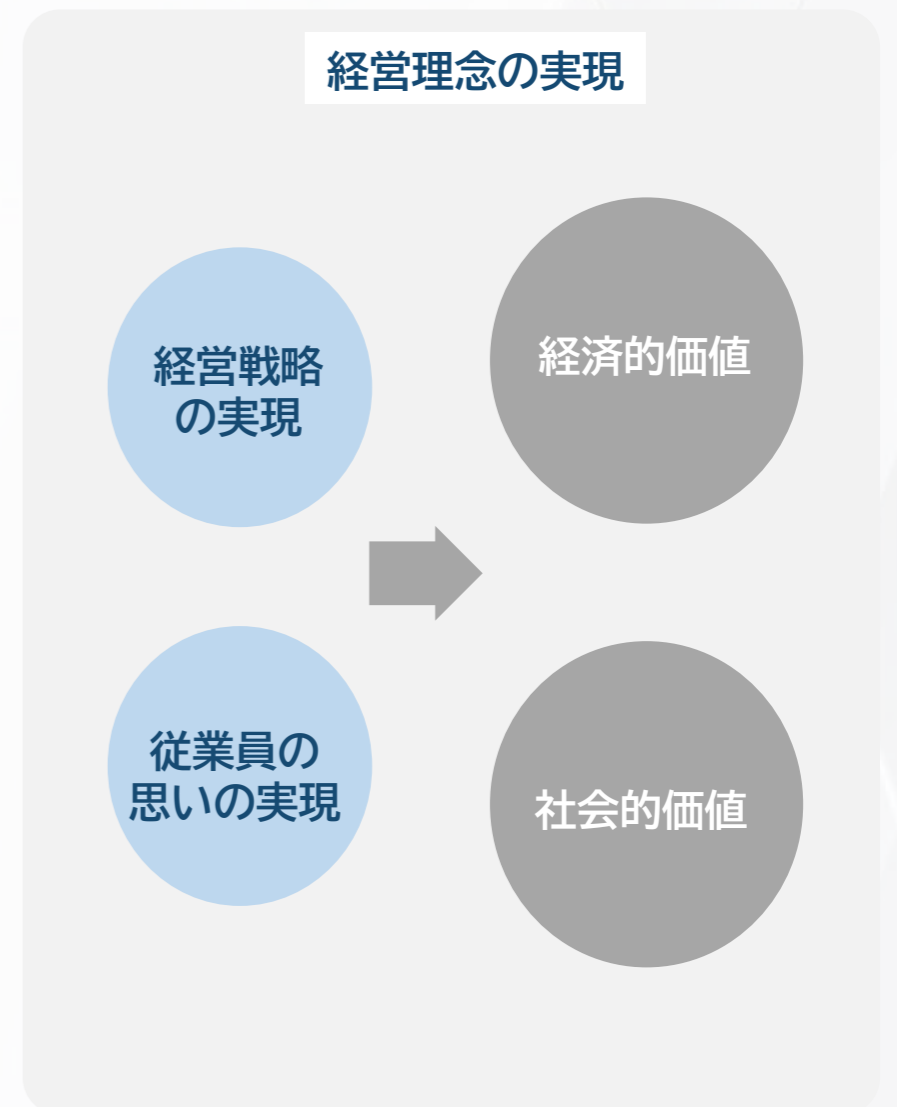 経営理念の実現
経営戦略
の実現
経済的価値
従業員の
思いの実現
社会的価値